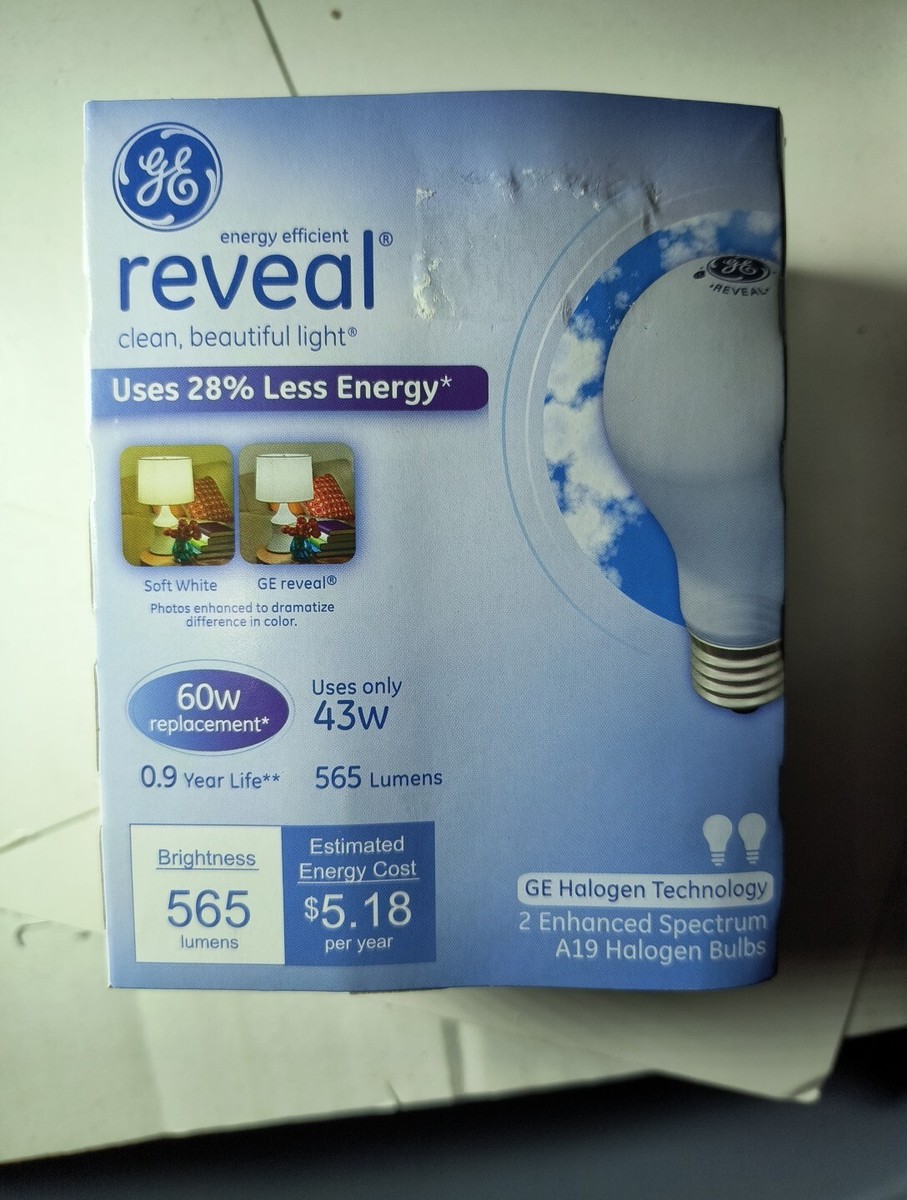 GE
energy efficient
reveal®
clean, beautiful light®
GE
REVEAL®
Uses 28% Less Energy*
Soft White
GE reveal®
Photos enhanced to dramatize
difference in color.
60w
replacement*
Uses only
43w
0.9 Year Life**
565 Lumens
Brightness
565
lumens
Estimated
Energy Cost
$5.18
per year
GE Halogen Technology
2 Enhanced Spectrum
A19 Halogen Bulbs